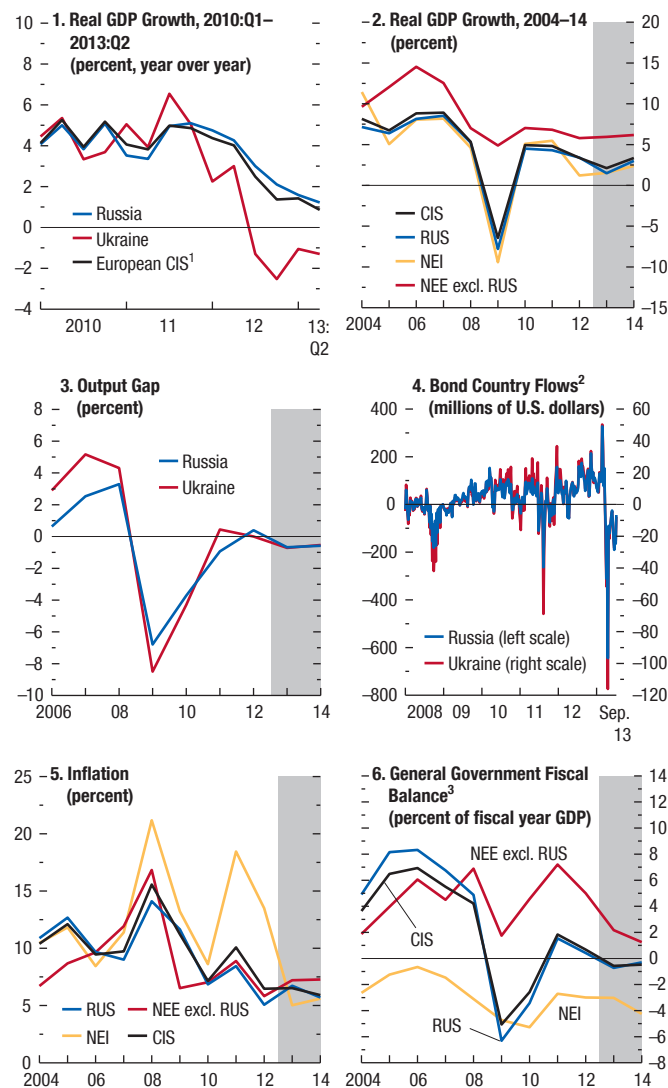 1. Real GDP Growth, 2010:Q1–
2013:Q2
(percent, year over year)
10
8
6
4
2
0
–2
–4
Russia
Ukraine
European CIS1
2010
11
12
13:
Q2
2. Real GDP Growth, 2004–14
(percent)
20
15
10
5
0
–5
–10
–15
CIS
RUS
NEI
NEE excl. RUS
2004
06
08
10
12
14
3. Output Gap
(percent)
8
6
4
2
0
–2
–4
–6
–8
–10
Russia
Ukraine
2006
08
10
12
14
4. Bond Country Flows2
(millions of U.S. dollars)
400
200
0
–200
–400
–600
–800
60
40
20
0
–20
–40
–60
–80
–100
–120
Russia (left scale)
Ukraine (right scale)
2008
09
10
11
12
Sep.
13
5. Inflation
(percent)
25
20
15
10
5
0
RUS
NEE excl. RUS
NEI
CIS
2004
06
08
10
12
14
6. General Government Fiscal
Balance3
(percent of fiscal year GDP)
14
12
10
8
6
4
2
0
–2
–4
–6
–8
NEE excl. RUS
CIS
RUS
NEI
2004
06
08
10
12
14